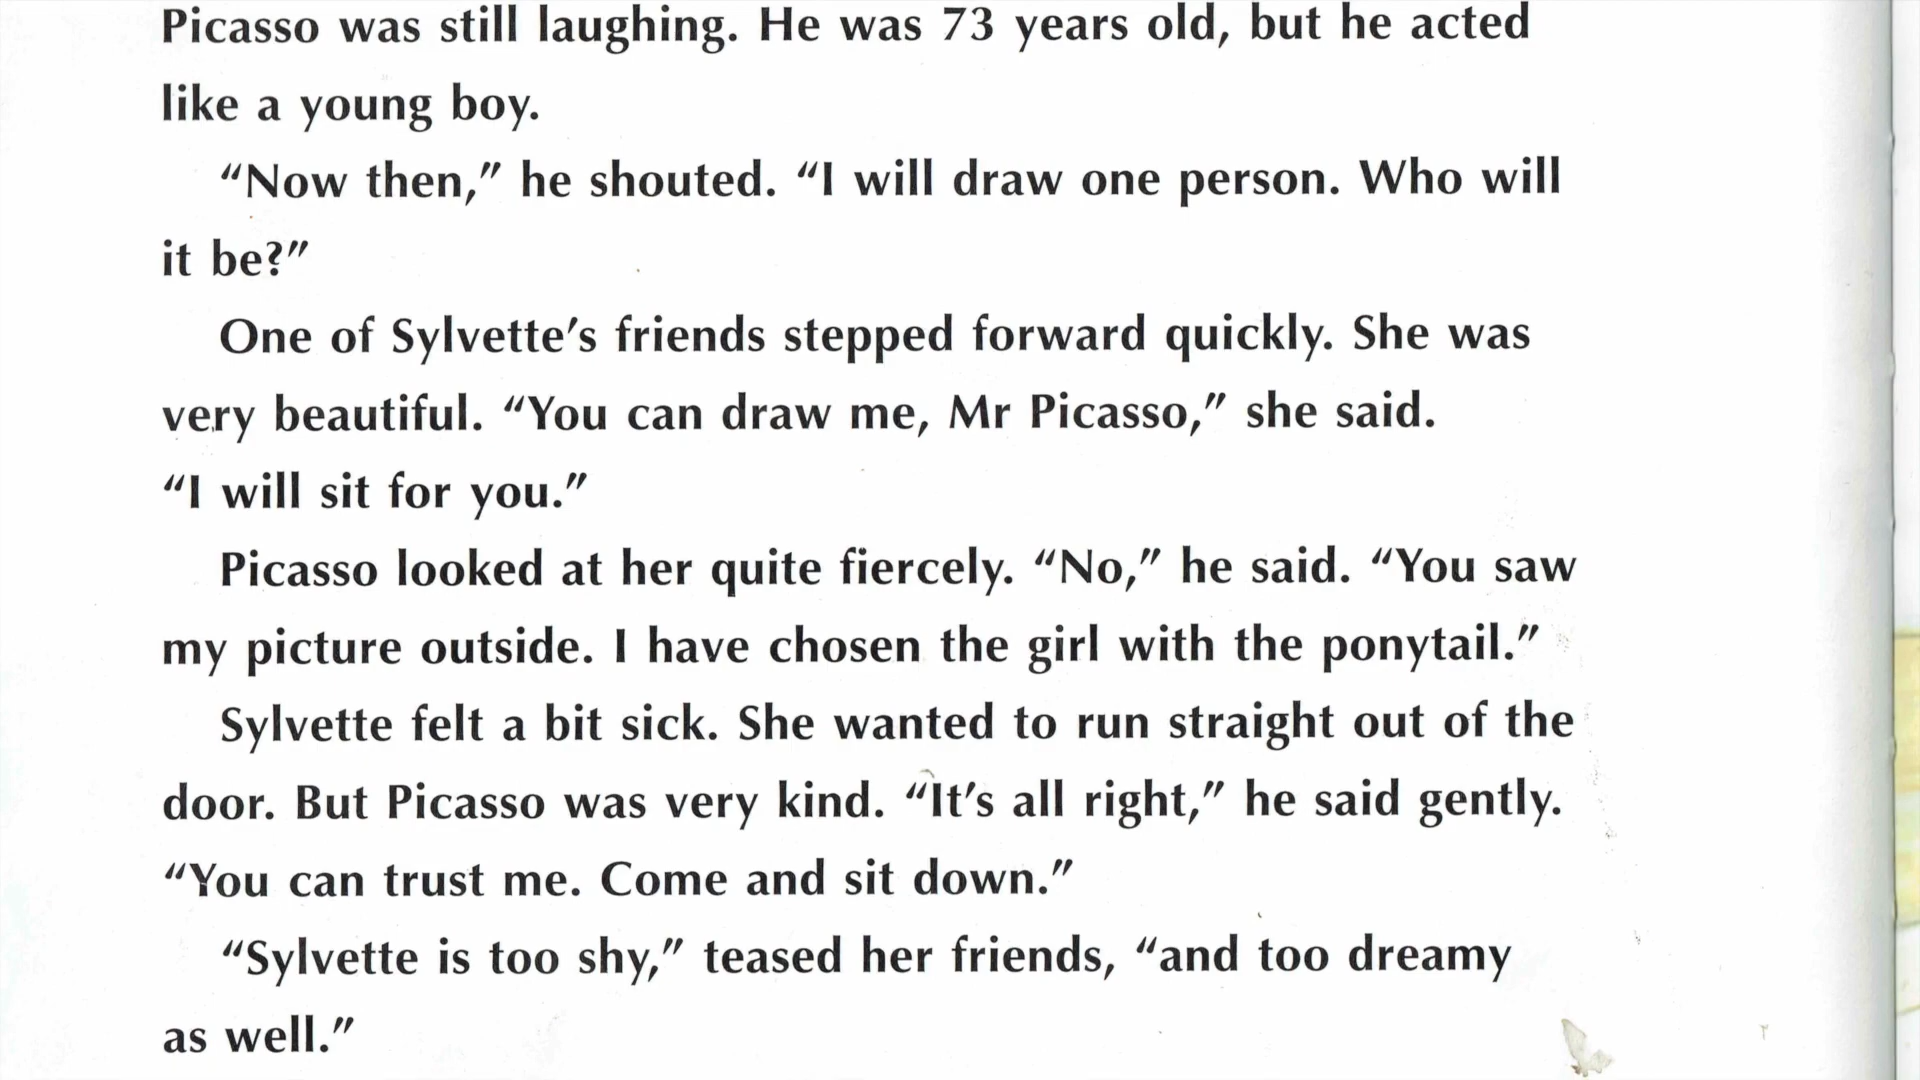 Picasso was still laughing. He was 73 years old, but he acted
like a young boy.
“Now then,” he shouted. “I will draw one person. Who will
it be?”
One of Sylvette’s friends stepped forward quickly. She was
very beautiful. “You can draw me, Mr Picasso,” she said.
“I will sit for you.”
Picasso looked at her quite fiercely. “No,” he said. “You saw
my picture outside. I have chosen the girl with the ponytail.”
Sylvette felt a bit sick. She wanted to run straight out of the
door. But Picasso was very kind. “It’s all right,” he said gently.
“You can trust me. Come and sit down.”
“Sylvette is too shy,” teased her friends, “and too dreamy
as well.”